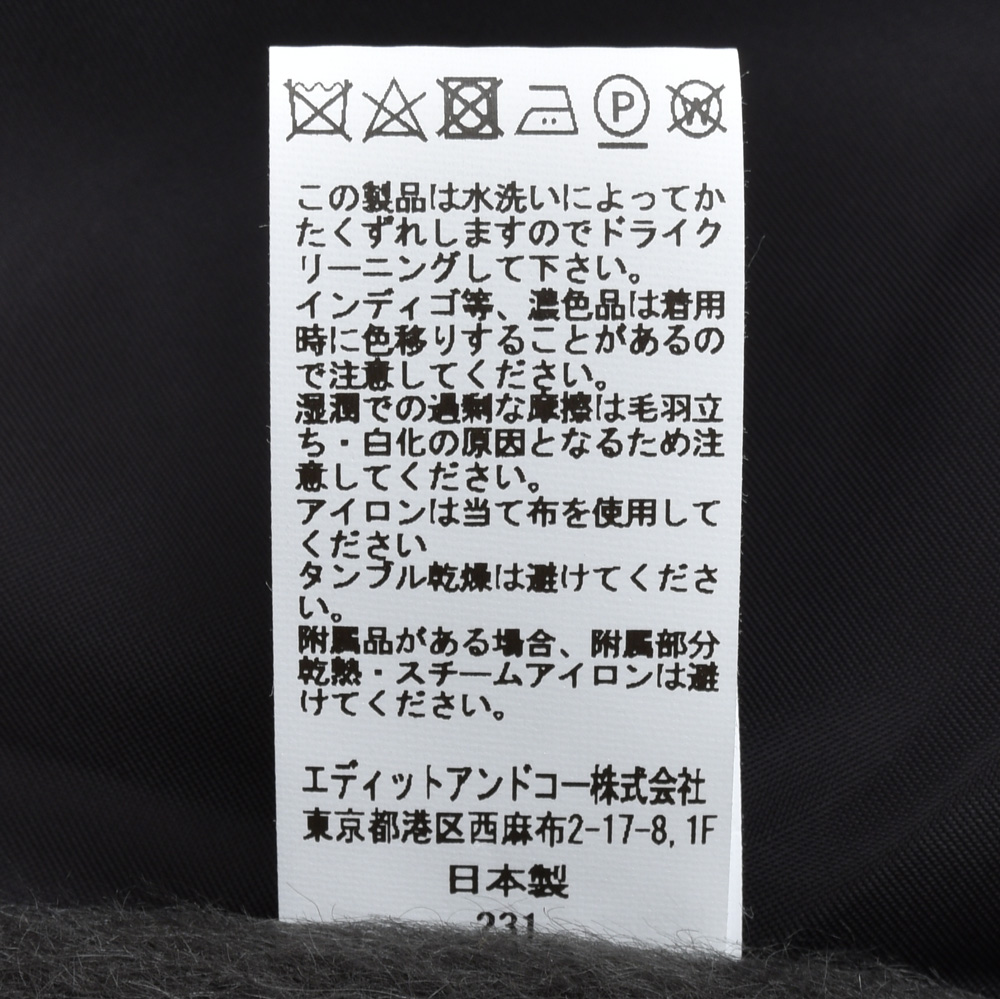 P
W
この製品は水洗いによってか
たくずれしますのでドライク
リーニングして下さい。
インディゴ等、濃色品は着用
時に色移りすることがあるの
で注意してください。
湿潤での過剰な摩擦は毛羽立
ち・白化の原因となるため注
意してください。
アイロンは当て布を使用して
ください
タンブル乾燥は避けてくださ
い。
附属品がある場合、附属部分
乾熱・スチームアイロンは避
けてください。
エディットアンドコー株式会社
東京都港区西麻布2-17-8,1F
日本製
231